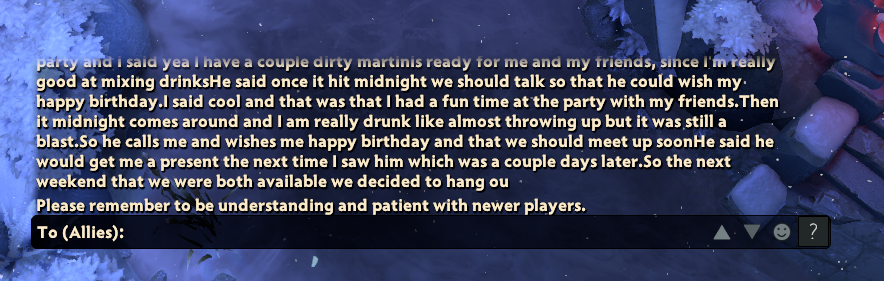 party and I said yea I have a couple dirty martinis ready for me and my friends, since I'm really
good at mixing drinksHe said once it hit midnight we should talk so that he could wish my
happy birthday.I said cool and that was that I had a fun time at the party with my friends.Then
it midnight comes around and I am really drunk like almost throwing up but it was still a
blast.So he calls me and wishes me happy birthday and that we should meet up soonHe said he
would get me a present the next time I saw him which was a couple days later.So the next
weekend that we were both available we decided to hang ou
Please remember to be understanding and patient with newer players.
To (Allies): ?